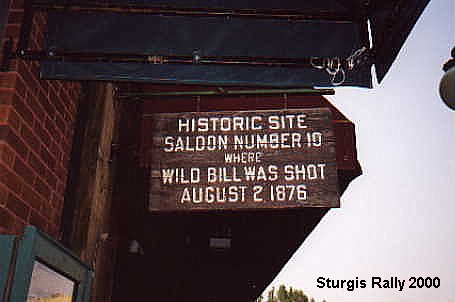 HISTORIC SITE
SALOON NUMBER 10
WHERE
WILD BILL WAS SHOT
AUGUST 2, 1876
Sturgis Rally 2000